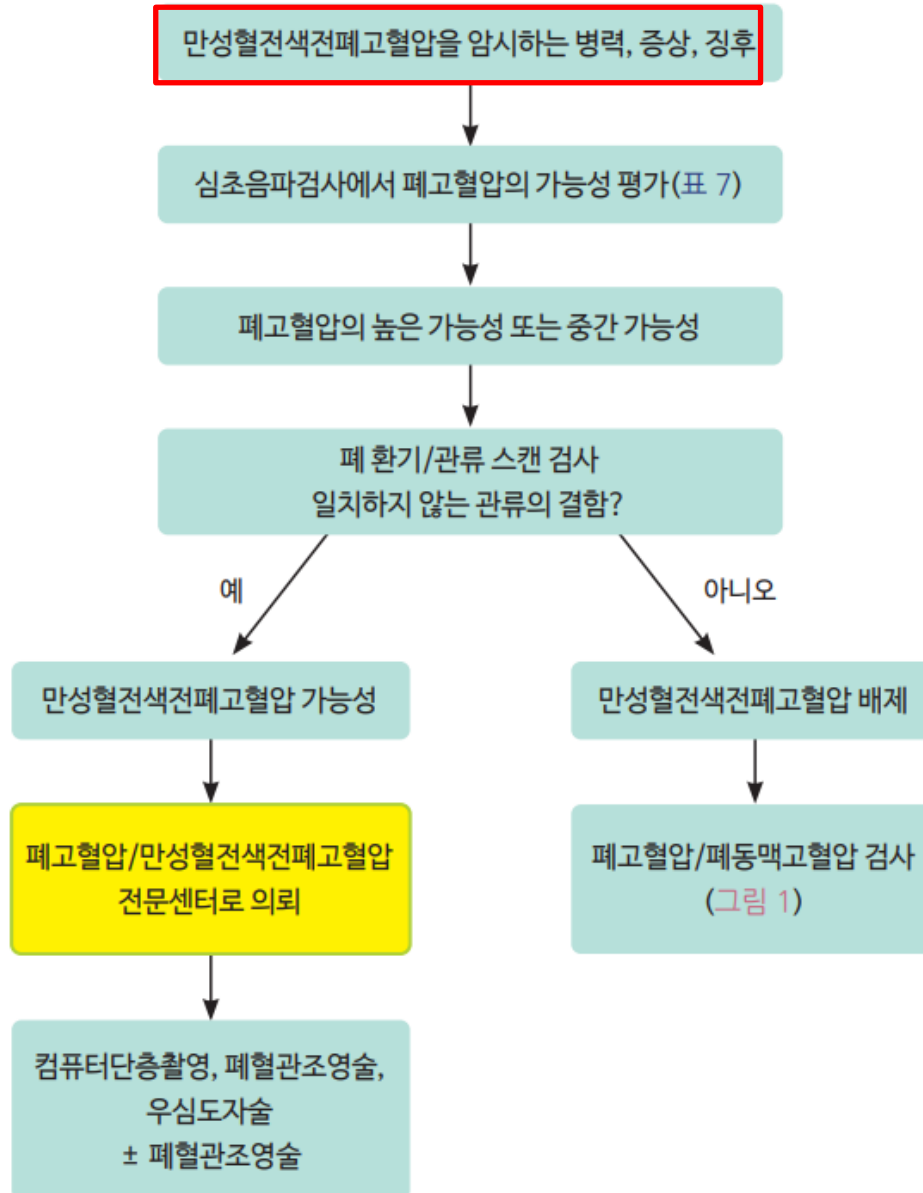 만성혈전색전폐고혈압을 암시하는 병력, 증상, 징후
심초음파검사에서 폐고혈압의 가능성 평가(표 7)
폐고혈압의 높은 가능성 또는 중간 가능성
폐 환기/관류 스캔 검사
일치하지 않는 관류의 결함?
예
아니오
만성혈전색전폐고혈압 가능성
만성혈전색전폐고혈압 배제
폐고혈압/만성혈전색전폐고혈압
전문센터로 의뢰
폐고혈압/폐동맥고혈압 검사
(그림 1)
컴퓨터단층촬영, 폐혈관조영술,
우심도자술
± 폐혈관조영술